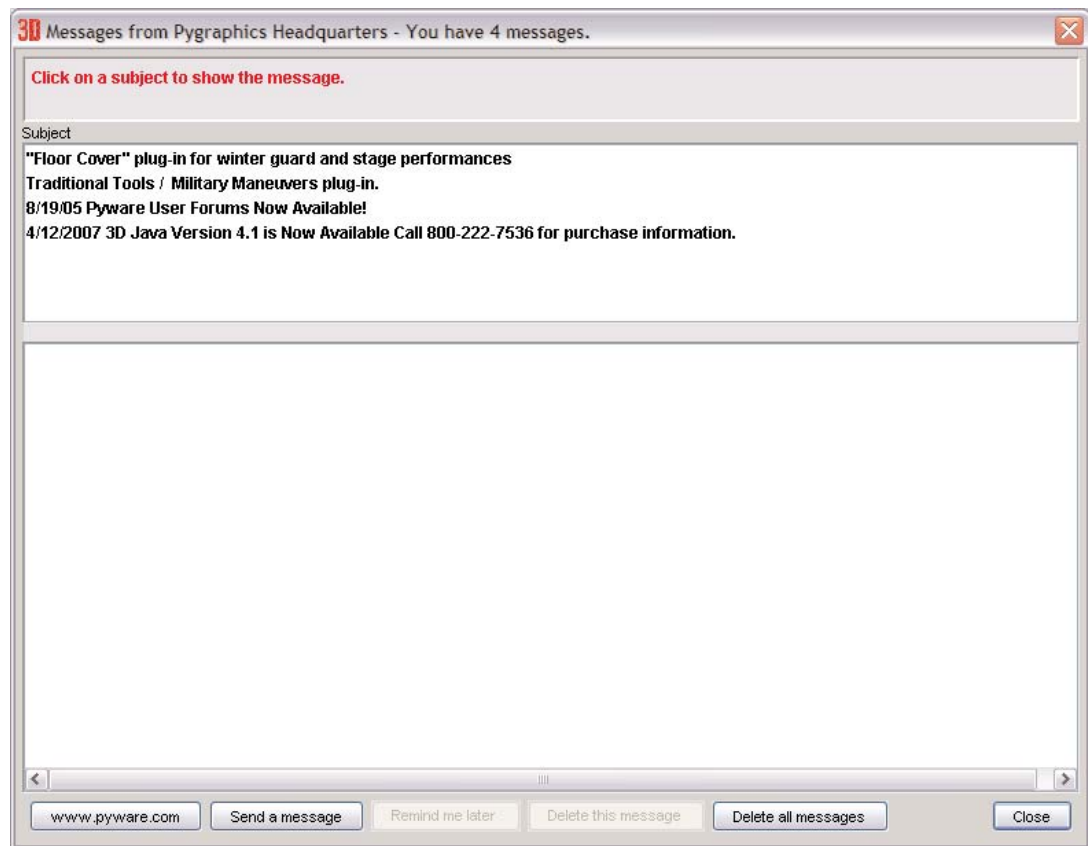 3D Messages from Pygraphics Headquarters - You have 4 messages.
Click on a subject to show the message.
Subject
"Floor Cover" plug-in for winter guard and stage performances
Traditional Tools / Military Maneuvers plug-in.
8/19/05 Pyware User Forums Now Available!
4/12/2007 3D Java Version 4.1 is Now Available Call 800-222-7536 for purchase information.
www.pyware.com Send a message Remind me later Delete this message Delete all messages Close